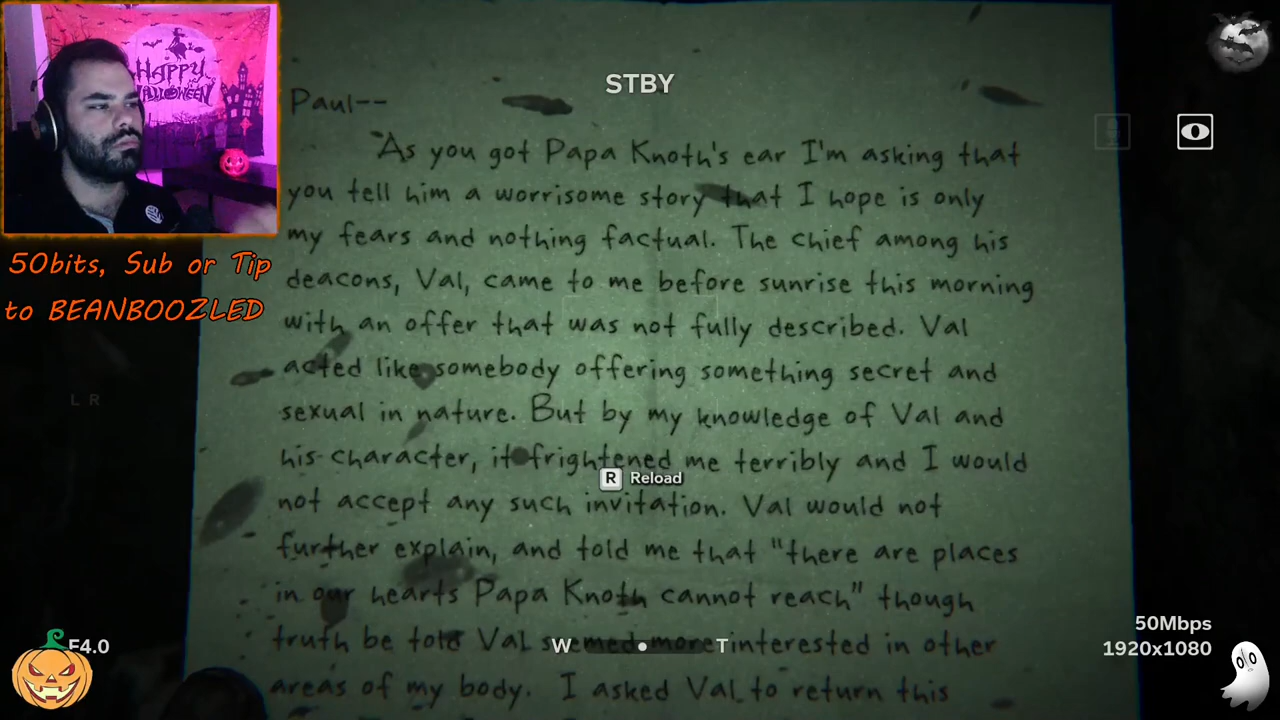 HAPPY
HALLOWEEN
50bits, Sub or Tip
to BEANBOOZLED
STBY
Paul--
As you got Papa Knoth's ear I'm asking that
you tell him a worrisome story that I hope is only
my fears and nothing factual. The chief among his
deacons, Val, came to me before sunrise this morning
with an offer that was not fully described. Val
acted like somebody offering something secret and
sexual in nature. But by my knowledge of Val and
his character, it frightened me terribly and I would
R Reload
not accept any such invitation. Val would not
further explain, and told me that "there are places
in our hearts Papa Knoth cannot reach" though
truth be told Val seemed more interested in other
areas of my body. I asked Val to return this
L R
F4.0
W T
50Mbps
1920x1080